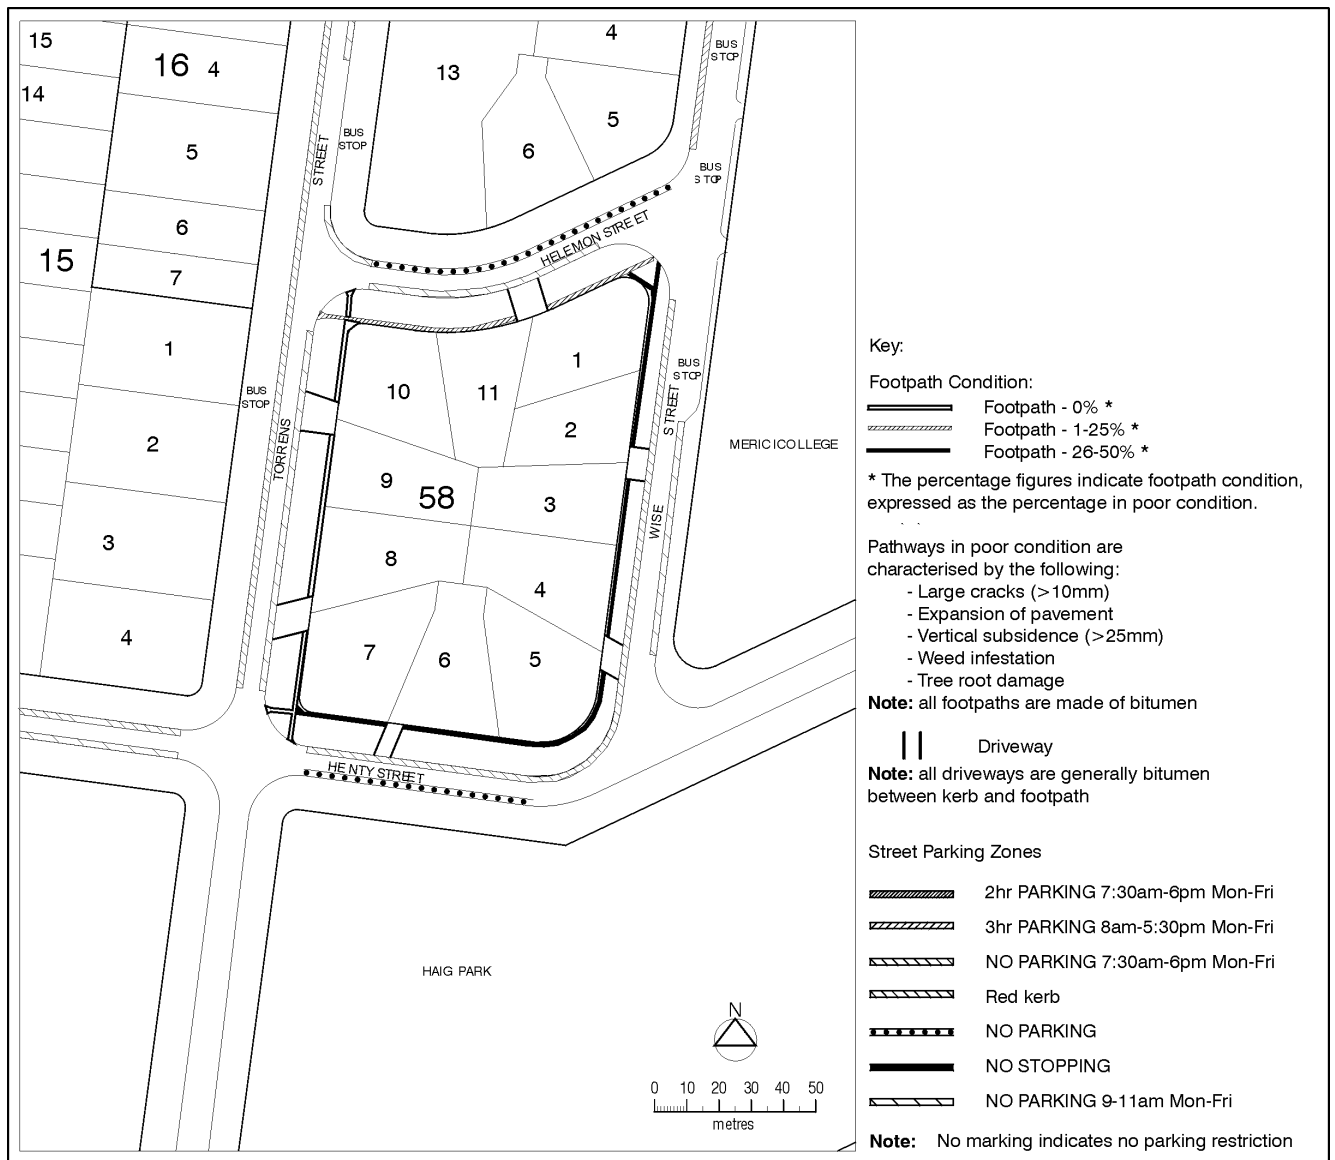 15
16 4
14
5
6
15
7
1
2
3
4
13
4
5
6
BUS
STOP
BUS
STOP
BUS
STOP
STREET
HELEMON STREET
1
10
11
2
9
58
3
8
4
7
6
5
BUS
STOP
TORRENS
BUS
STOP
STREET
WISE
MERICI COLLEGE
HENTY STREET
HAIG PARK
N
0 10 20 30 40 50
metres
Key:
Footpath Condition:
Footpath - 0% *
Footpath - 1-25% *
Footpath - 26-50% *
* The percentage figures indicate footpath condition,
expressed as the percentage in poor condition.
Pathways in poor condition are
characterised by the following:
- Large cracks (>10mm)
- Expansion of pavement
- Vertical subsidence (>25mm)
- Weed infestation
- Tree root damage
Note: all footpaths are made of bitumen
Driveway
Note: all driveways are generally bitumen
between kerb and footpath
Street Parking Zones
2hr PARKING 7:30am-6pm Mon-Fri
3hr PARKING 8am-5:30pm Mon-Fri
NO PARKING 7:30am-6pm Mon-Fri
Red kerb
NO PARKING
NO STOPPING
NO PARKING 9-11am Mon-Fri
Note: No marking indicates no parking restriction